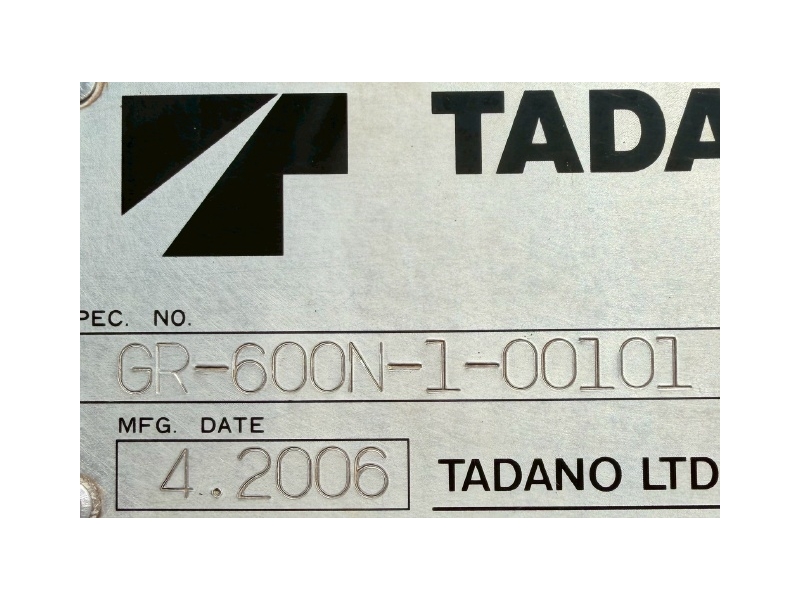 TADA
PEC. NO.
GR-600N-1-00101
MFG. DATE
4.2006
TADANO LTD